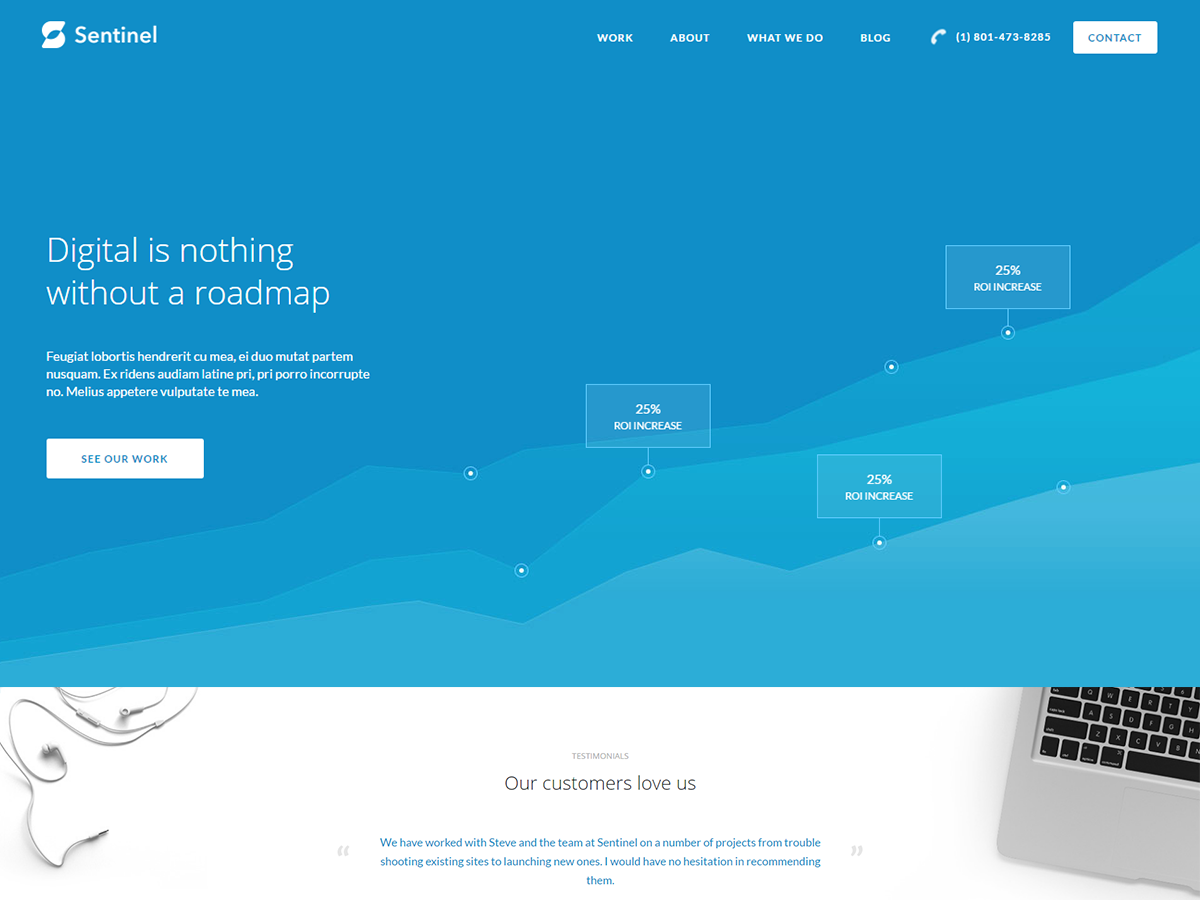 Sentinel
WORK
ABOUT
WHAT WE DO
BLOG
(1) 801-473-8285
CONTACT
Digital is nothing
without a roadmap
Feugiat lobortis hendrerit cu mea, ei duo mutat partem
nusquam. Ex ridens audiam latine pri, pri porro incorrupte
no. Melius appetere vulputate te mea.
SEE OUR WORK
25%
ROI INCREASE
25%
ROI INCREASE
25%
ROI INCREASE
TESTIMONIALS
Our customers love us
“
We have worked with Steve and the team at Sentinel on a number of projects from trouble
shooting existing sites to launching new ones. I would have no hesitation in recommending
them.
”